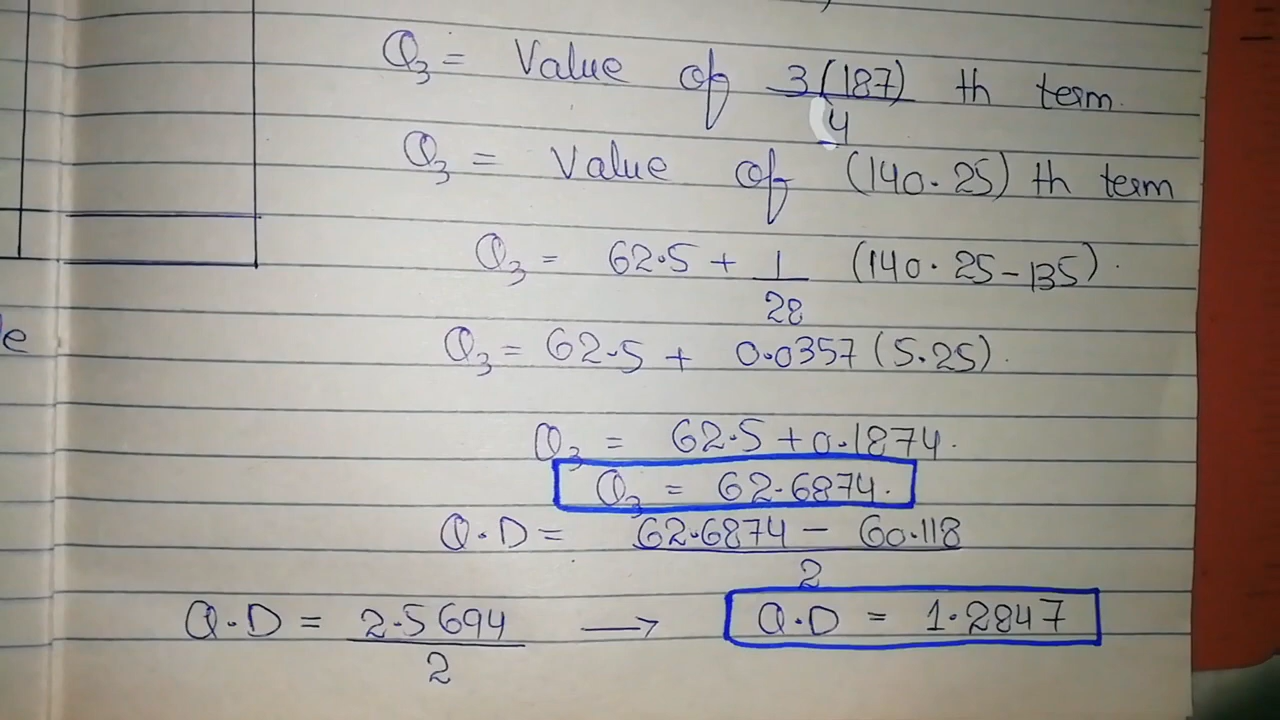 Q₃ = Value of 3(187)/4 th term.
Q₃ = Value of (140.25) th term
Q₃ = 62.5 + 1/28 (140.25-135).
e
Q₃ = 62.5 + 0.0357 (5.25).
Q₃ = 62.5 + 0.1874.
Q₃ = 62.6874.
Q.D = 62.6874 - 60.118/2
Q.D = 2.5694/2 → Q.D = 1.2847